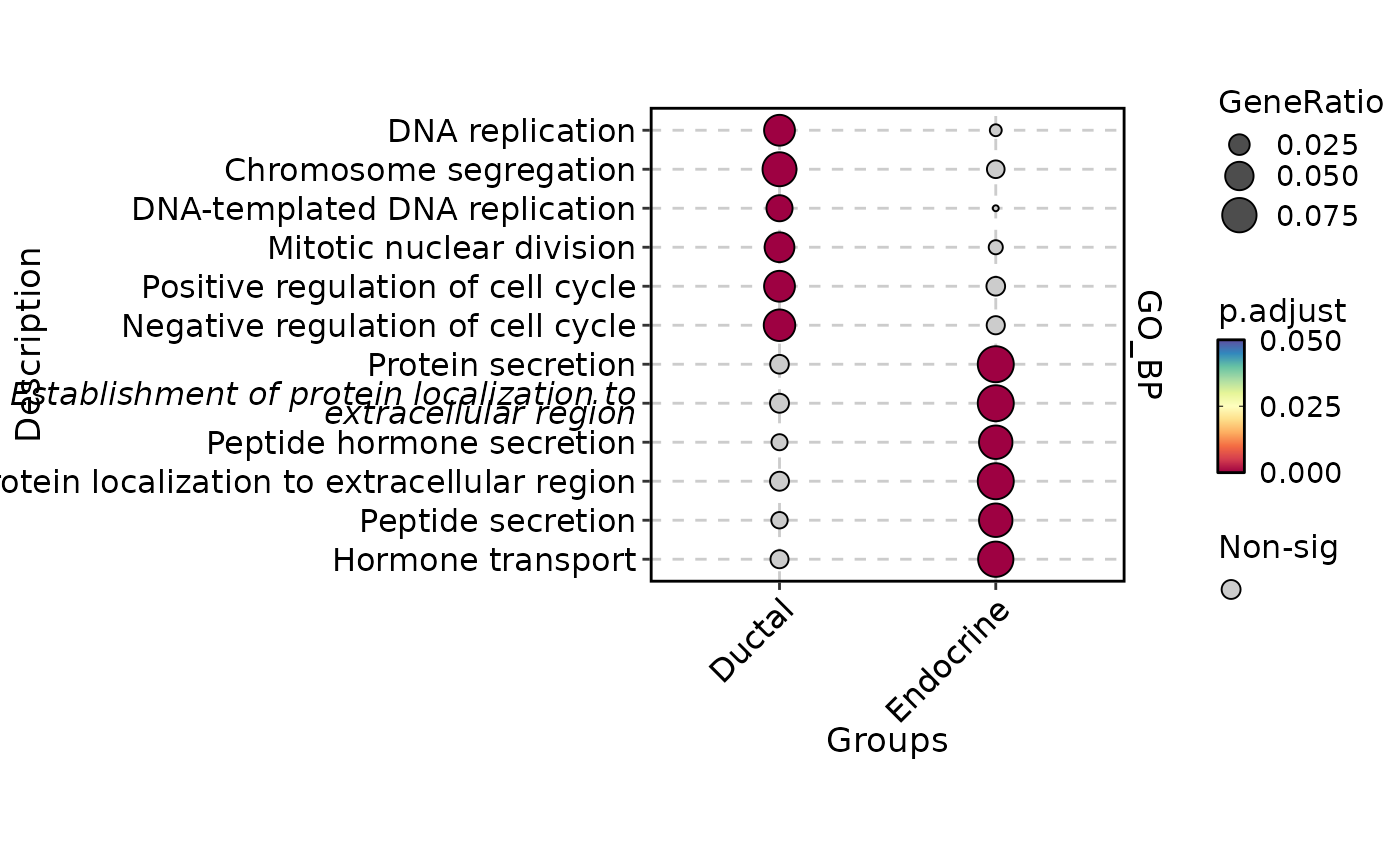 DNA replication
Chromosome segregation
DNA-templated DNA replication
Mitotic nuclear division
Positive regulation of cell cycle
Negative regulation of cell cycle
Protein secretion
Establishment of protein localization to
extracellular region
Peptide hormone secretion
otein localization to extracellular region
Peptide secretion
Hormone transport
Description
Ductal
Endocrine
Groups
GO_BP
GeneRatio
0.025
0.050
0.075
p.adjust
0.050
0.025
0.000
Non-sig